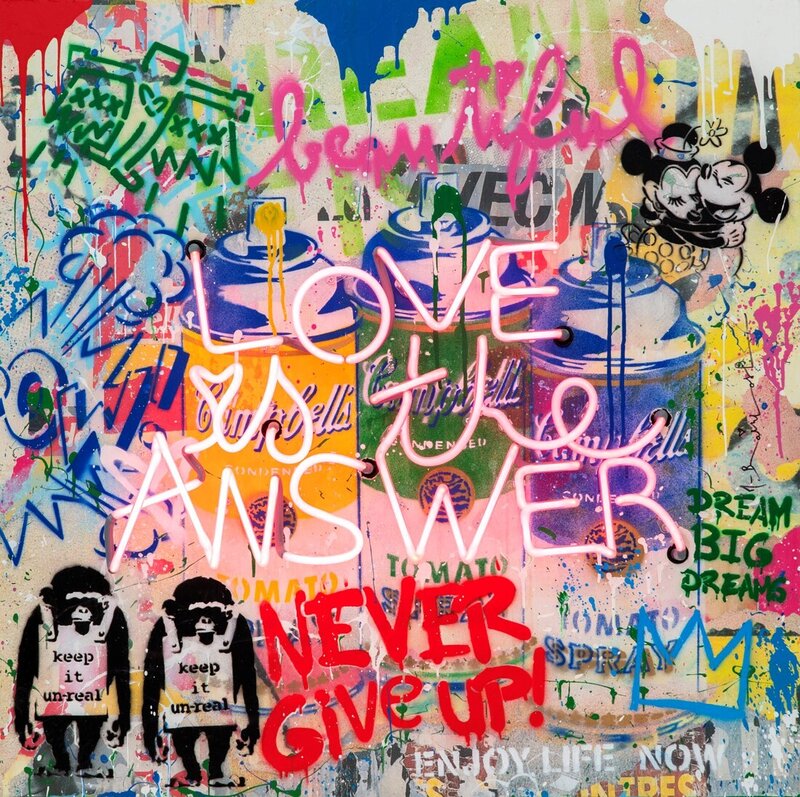 beautiful
LOVE
is the
ANSWER
Campbell's
Campbell's
Campbell's
CONDENSED
CONDENSED
CONDENSED
DREAM
BIG
DREAMS
TOMATO
TOMATO
TOMATO
SPRAY
NEVER
GiVe UP!
keep
it
un-real
keep
it
un-real
ENJOY LIFE NOW